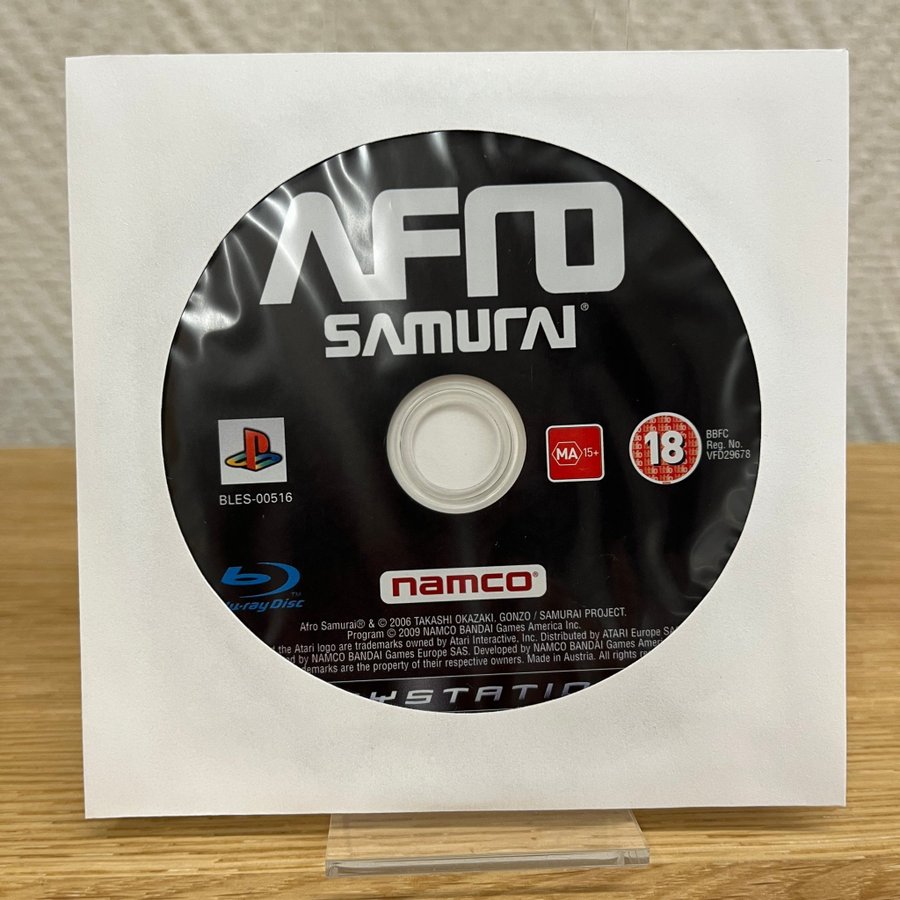 AFRO
SAMURAI®
BLES-00516
MA 15+
18
BBFC
Reg. No.
VFD29678
namco®
Blu-ray Disc™
Afro Samurai® & © 2006 TAKASHI OKAZAKI, GONZO / SAMURAI PROJECT.
Program © 2009 NAMCO BANDAI Games America Inc.
the Atari logo are trademarks owned by Atari Interactive, Inc. Distributed by ATARI Europe
by NAMCO BANDAI Games Europe SAS. Developed by NAMCO BANDAI Games
are the property of their respective owners. Made in Austria. All rights